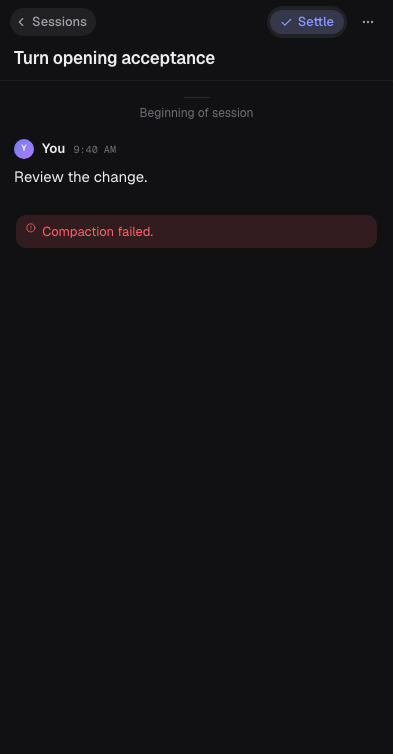 Sessions
Settle
Turn opening acceptance
Beginning of session
Y You 9:40 AM
Review the change.
Compaction failed.